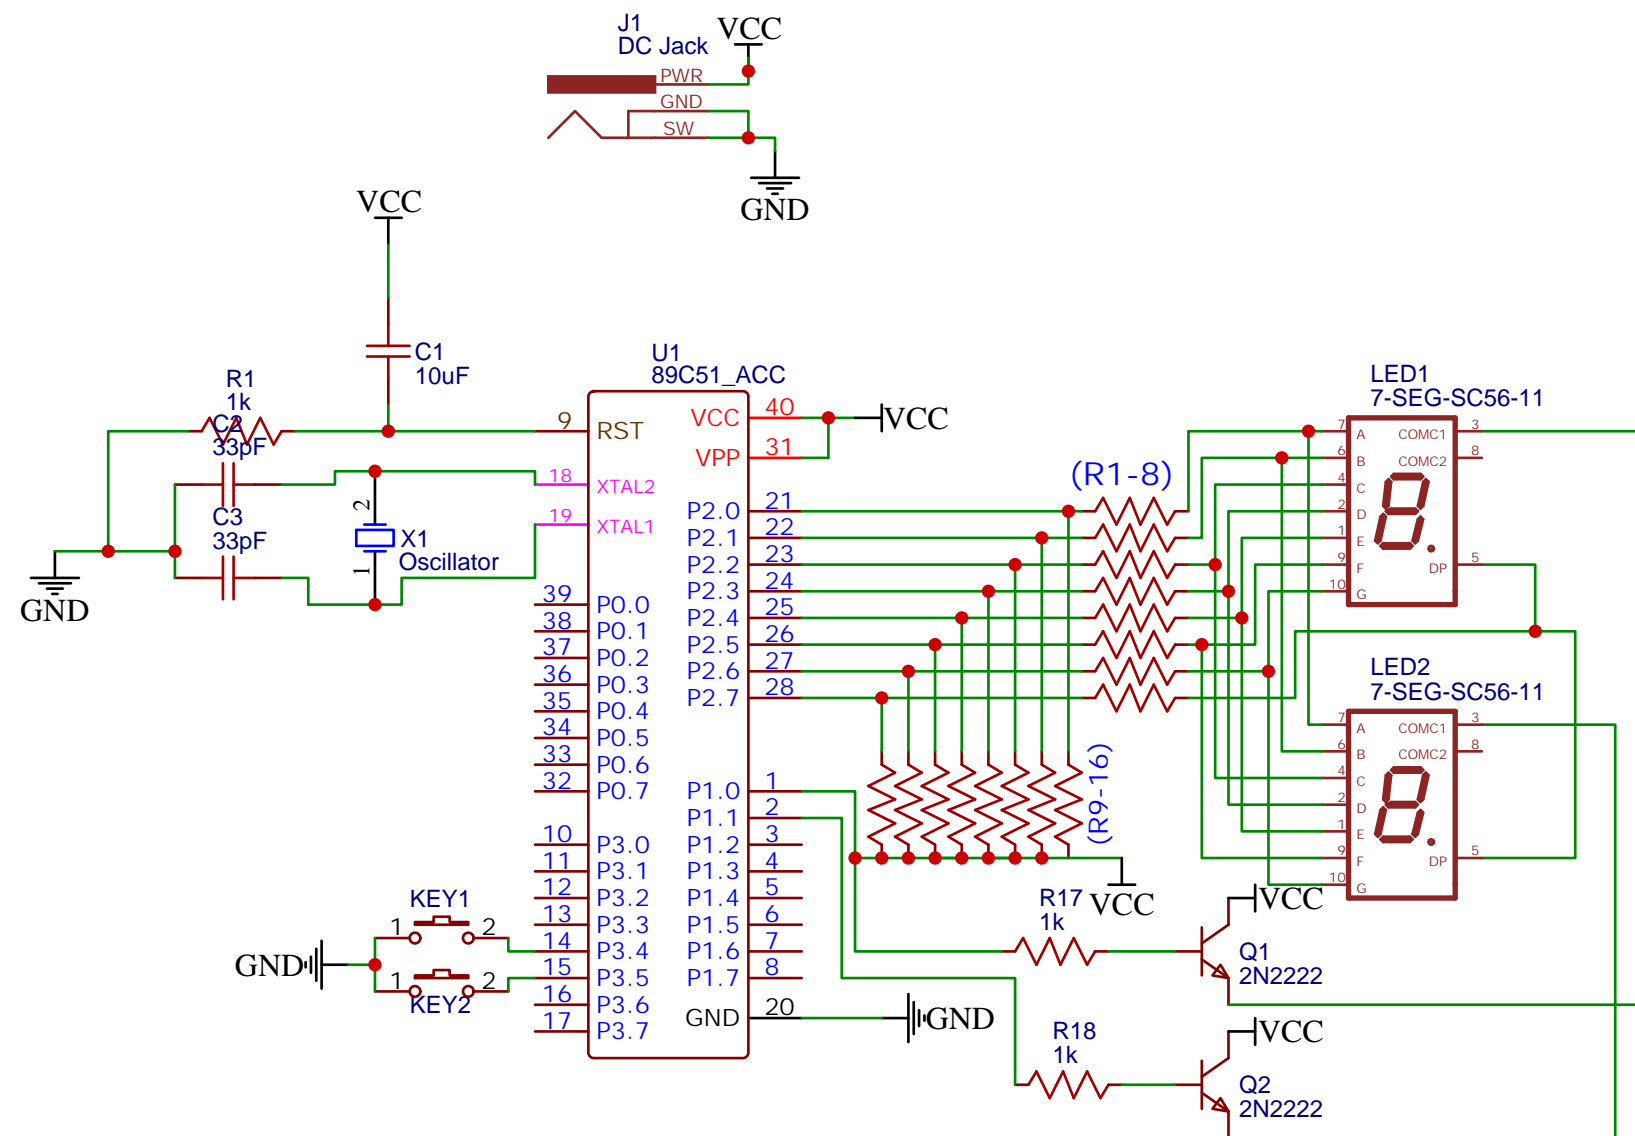 J1
DC Jack
VCC
PWR
GND
SW
GND
VCC
C1
10uF
R1
1k
C2
33pF
C3
33pF
2
1
X1
Oscillator
GND
U1
89C51_ACC
9 RST
18 XTAL2
19 XTAL1
39 P0.0
38 P0.1
37 P0.2
36 P0.3
35 P0.4
34 P0.5
33 P0.6
32 P0.7
10 P3.0
11 P3.1
12 P3.2
13 P3.3
14 P3.4
15 P3.5
16 P3.6
17 P3.7
VCC 40
VPP 31
P2.0 21
P2.1 22
P2.2 23
P2.3 24
P2.4 25
P2.5 26
P2.6 27
P2.7 28
P1.0 1
P1.1 2
P1.2 3
P1.3 4
P1.4 5
P1.5 6
P1.6 7
P1.7 8
GND 20
VCC
GND
KEY1
1 2
GND
1 2
KEY2
(R1-8)
(R9-16)
VCC
LED1
7-SEG-SC56-11
7 A COMC1 3
6 B COMC2 8
4 C
2 D
1 E
9 F DP 5
10 G
LED2
7-SEG-SC56-11
7 A COMC1 3
6 B COMC2 8
4 C
2 D
1 E
9 F DP 5
10 G
R17
1k
VCC
Q1
2N2222
R18
1k
VCC
Q2
2N2222